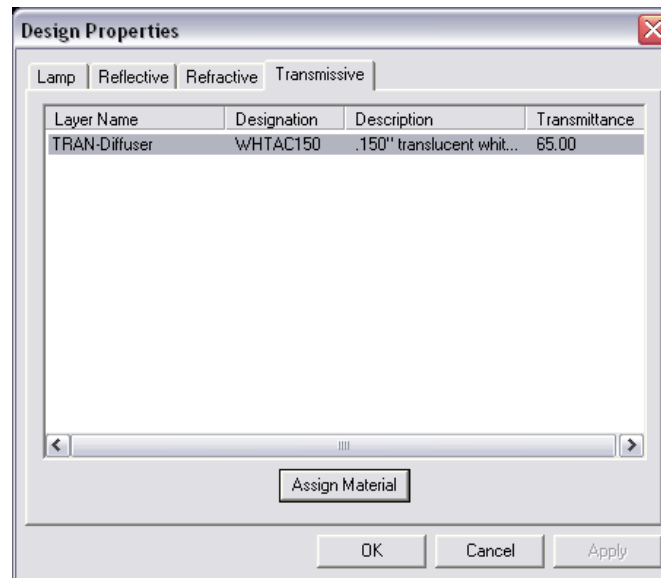 Design Properties
Lamp Reflective Refractive Transmissive
Layer Name Designation Description Transmittance
TRAN-Diffuser WHTAC150 .150" translucent whit... 65.00
Assign Material
OK Cancel Apply